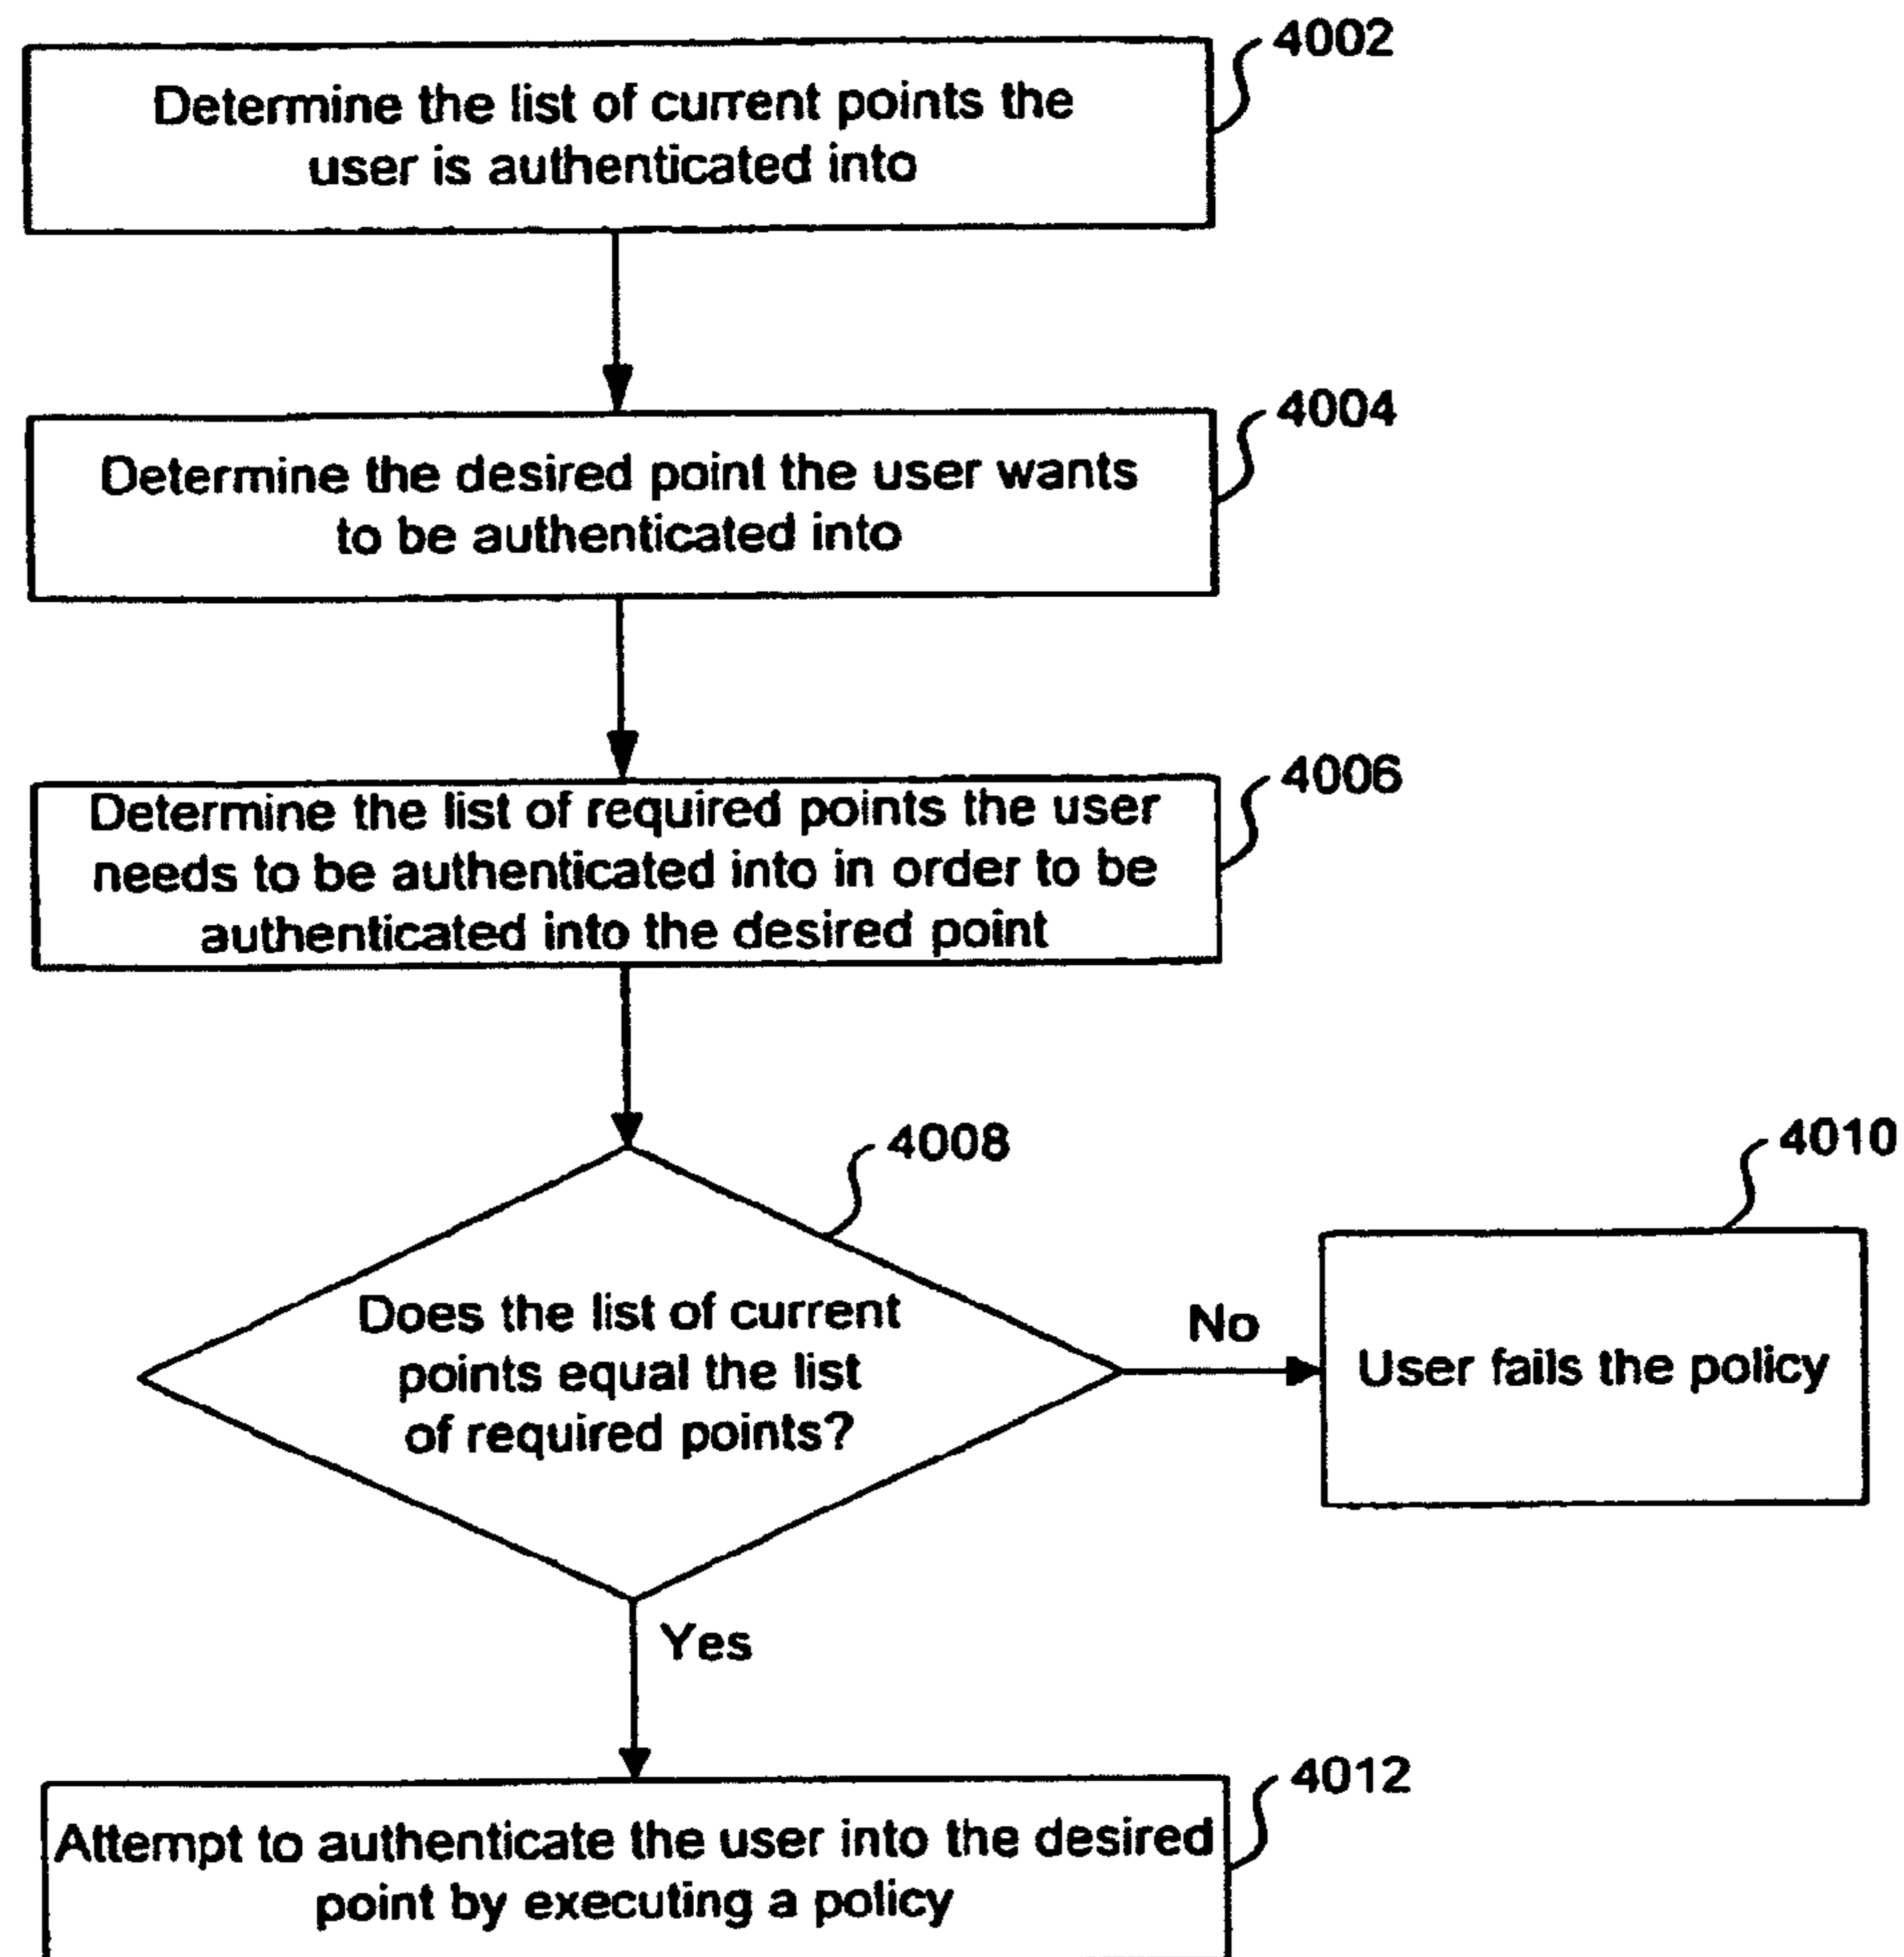 4002
Determine the list of current points the
user is authenticated into
4004
Determine the desired point the user wants
to be authenticated into
4006
Determine the list of required points the user
needs to be authenticated into in order to be
authenticated into the desired point
4008
4010
Does the list of current
points equal the list
of required points?
No
User fails the policy
Yes
4012
Attempt to authenticate the user into the desired
point by executing a policy